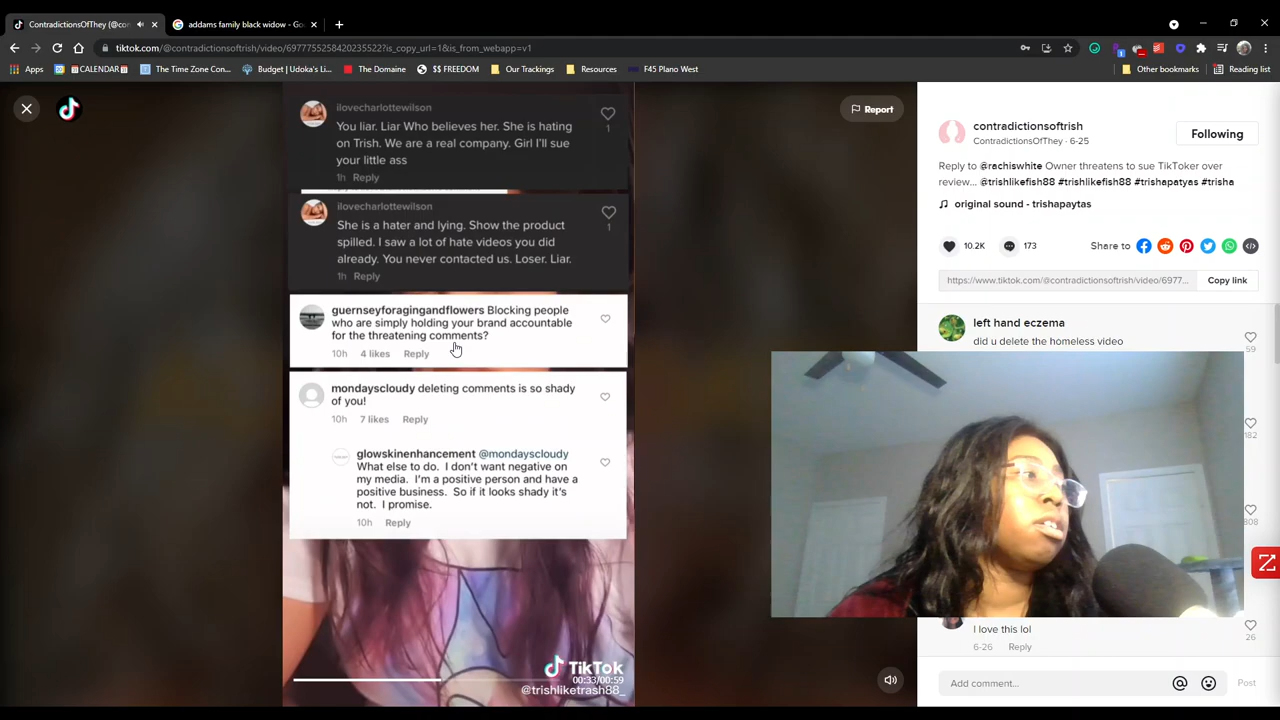 ContradictionsOfThey (@co
addams family black widow - Go
tiktok.com/@contradictionsoftrish/video/6977552584202355227?is_copy_url=1&is_from_webapp=v1
Apps
CALENDAR
The Time Zone Con...
Budget | Udoka's Li...
The Domaine
$$ FREEDOM
Our Trackings
Resources
F45 Plano West
Other bookmarks
Reading list
Report
ilovecharlottewilson
You liar. Liar Who believes her. She is hating
on Trish. We are a real company. Girl I'll sue
your little ass
1h Reply
1
ilovecharlottewilson
She is a hater and lying. Show the product
spilled. I saw a lot of hate videos you did
already. You never contacted us. Loser. Liar.
1h Reply
1
guernseyforagingandflowers Blocking people
who are simply holding your brand accountable
for the threatening comments?
10h 4 likes Reply
mondayscloudy deleting comments is so shady
of you!
10h 7 likes Reply
glowskinenhancement @mondayscloudy
What else to do. I don't want negative on
my media. I'm a positive person and have a
positive business. So if it looks shady it's
not. I promise.
10h Reply
TikTok
00:33/00:59
@trishliketrash88_
contradictionsoftrish
ContradictionsOfThey · 6-25
Following
Reply to @rachiswhite Owner threatens to sue TikToker over
review... @trishlikefish88 #trishlikefish88 #trishapatyas #trisha
original sound - trishapaytas
10.2K
173
Share to
https://www.tiktok.com/@contradictionsoftrish/video/6977...
Copy link
left hand eczema
did u delete the homeless video
59
182
808
I love this lol
6-26 Reply
26
Add comment...
Post